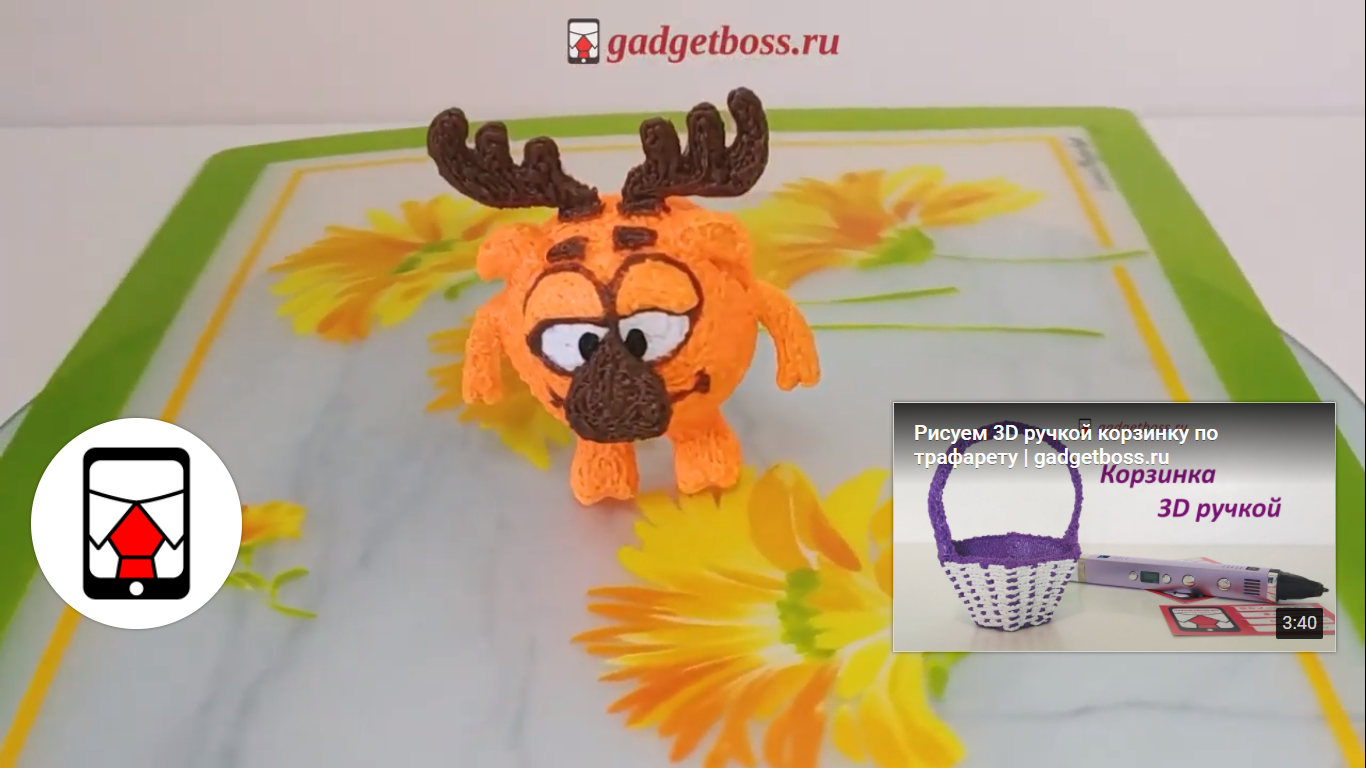 gadgetboss.ru
Рисуем 3D ручкой корзинку по
трафарету | gadgetboss.ru
Корзинка
3D ручкой
3:40